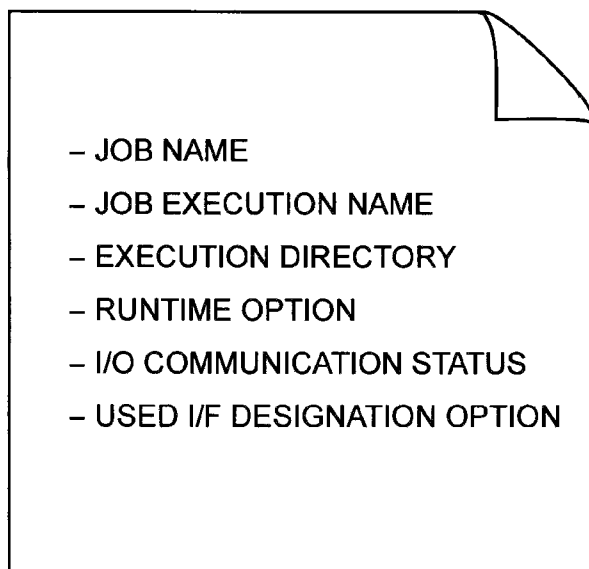 – JOB NAME
– JOB EXECUTION NAME
– EXECUTION DIRECTORY
– RUNTIME OPTION
– I/O COMMUNICATION STATUS
– USED I/F DESIGNATION OPTION